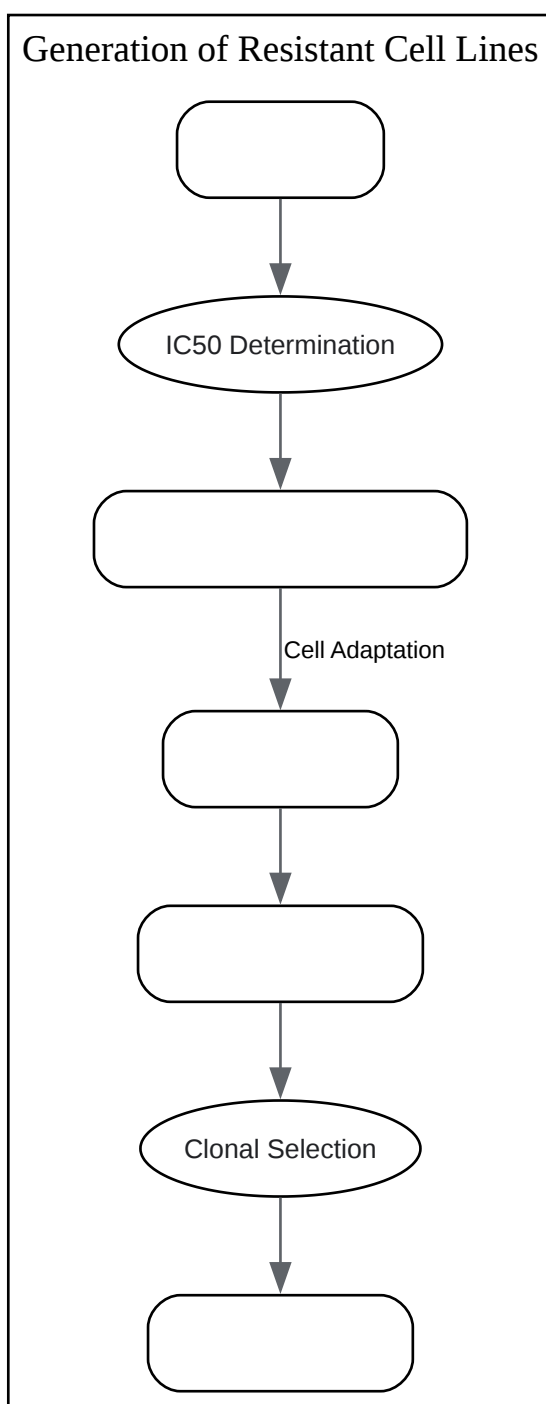 Generation of Resistant Cell Lines
IC50 Determination
Cell Adaptation
Clonal Selection